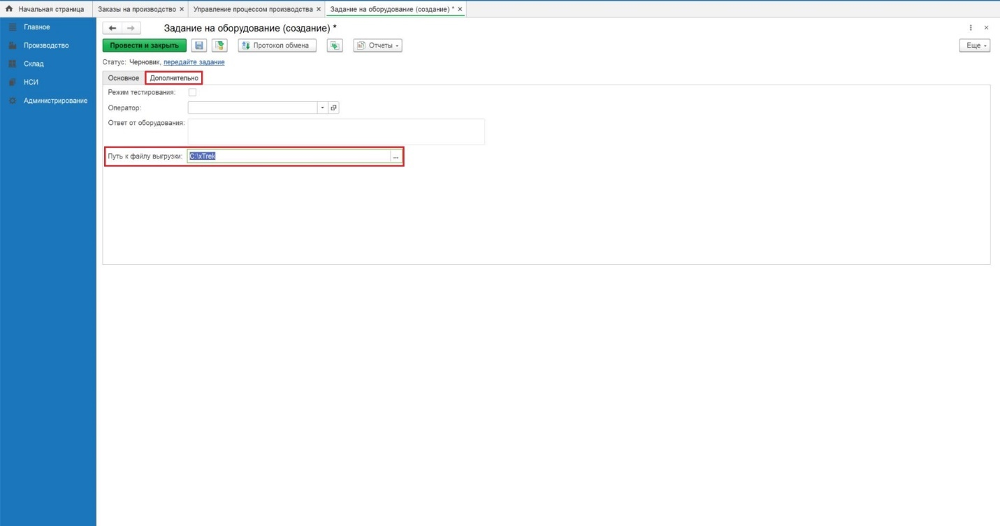 Начальная страница
Заказы на производство ×
Управление процессом производства ×
Задание на оборудование (создание) * ×
Главное
Производство
Склад
НСИ
Администрирование
Задание на оборудование (создание) *
Провести и закрыть
Протокол обмена
Отчеты
Еще
Статус: Черновик, передайте задание
Основное
Дополнительно
Режим тестирования:
Оператор:
Ответ от оборудования:
Путь к файлу выгрузки: C:\xTrek ...